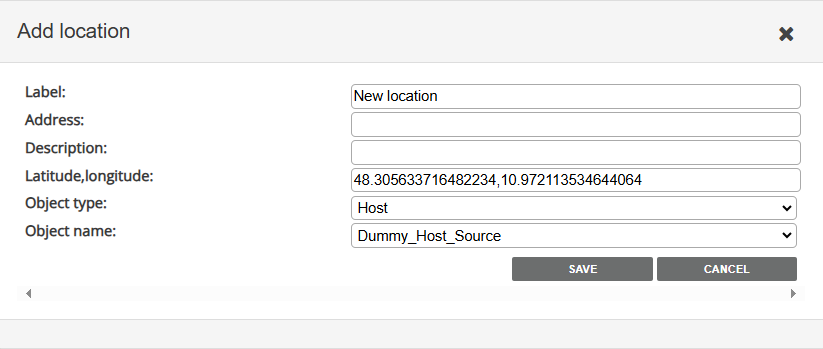 Add location
Label: New location
Address:
Description:
Latitude,longitude: 48.305633716482234,10.972113534644064
Object type: Host
Object name: Dummy_Host_Source
SAVE CANCEL